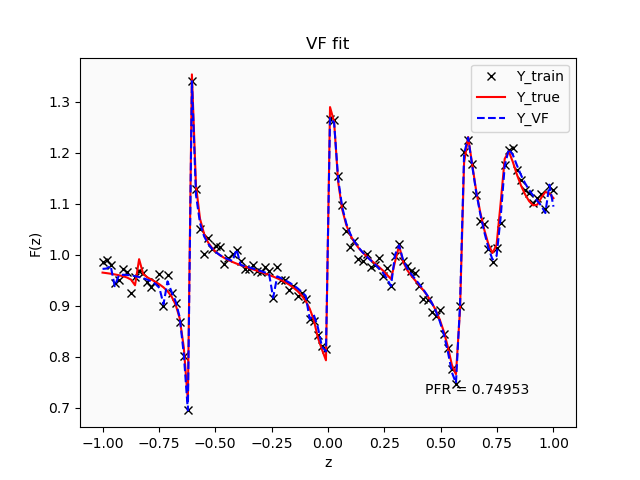 VF fit
Y_train
Y_true
Y_VF
1.3
1.2
1.1
1.0
0.9
0.8
0.7
F(z)
PFR = 0.74953
−1.00 −0.75 −0.50 −0.25 0.00 0.25 0.50 0.75 1.00
z